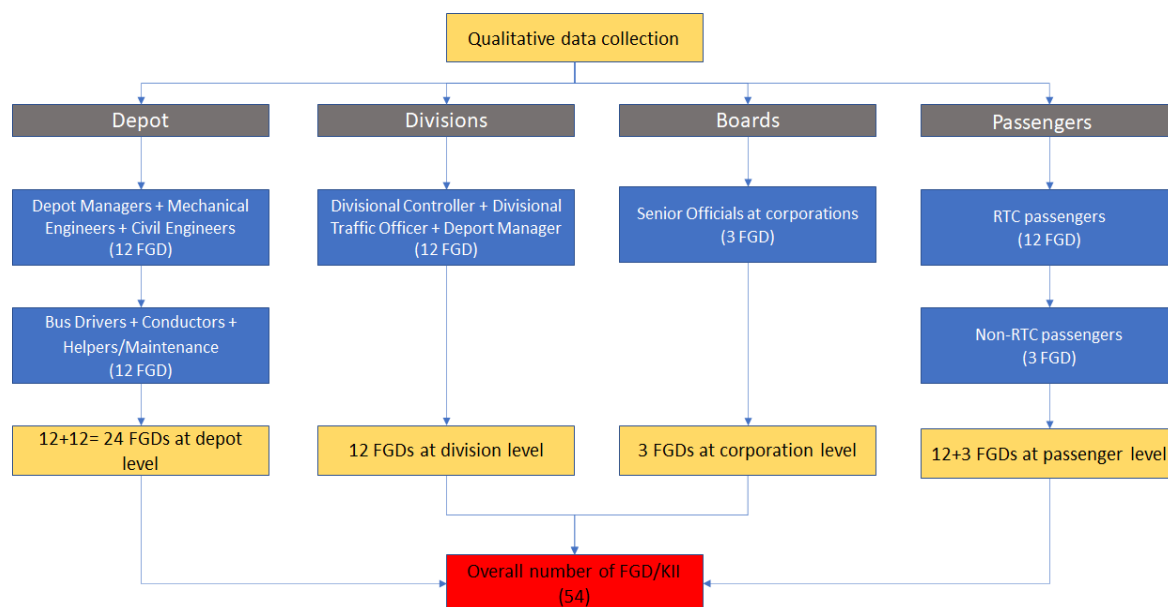 Qualitative data collection
Depot
Divisions
Boards
Passengers
Depot Managers + Mechanical
Engineers + Civil Engineers
(12 FGD)
Divisional Controller + Divisional
Traffic Officer + Deport Manager
(12 FGD)
Senior Officials at corporations
(3 FGD)
RTC passengers
(12 FGD)
Bus Drivers + Conductors +
Helpers/Maintenance
(12 FGD)
Non-RTC passengers
(3 FGD)
12+12= 24 FGDs at depot
level
12 FGDs at division level
3 FGDs at corporation level
12+3 FGDs at passenger level
Overall number of FGD/KII
(54)